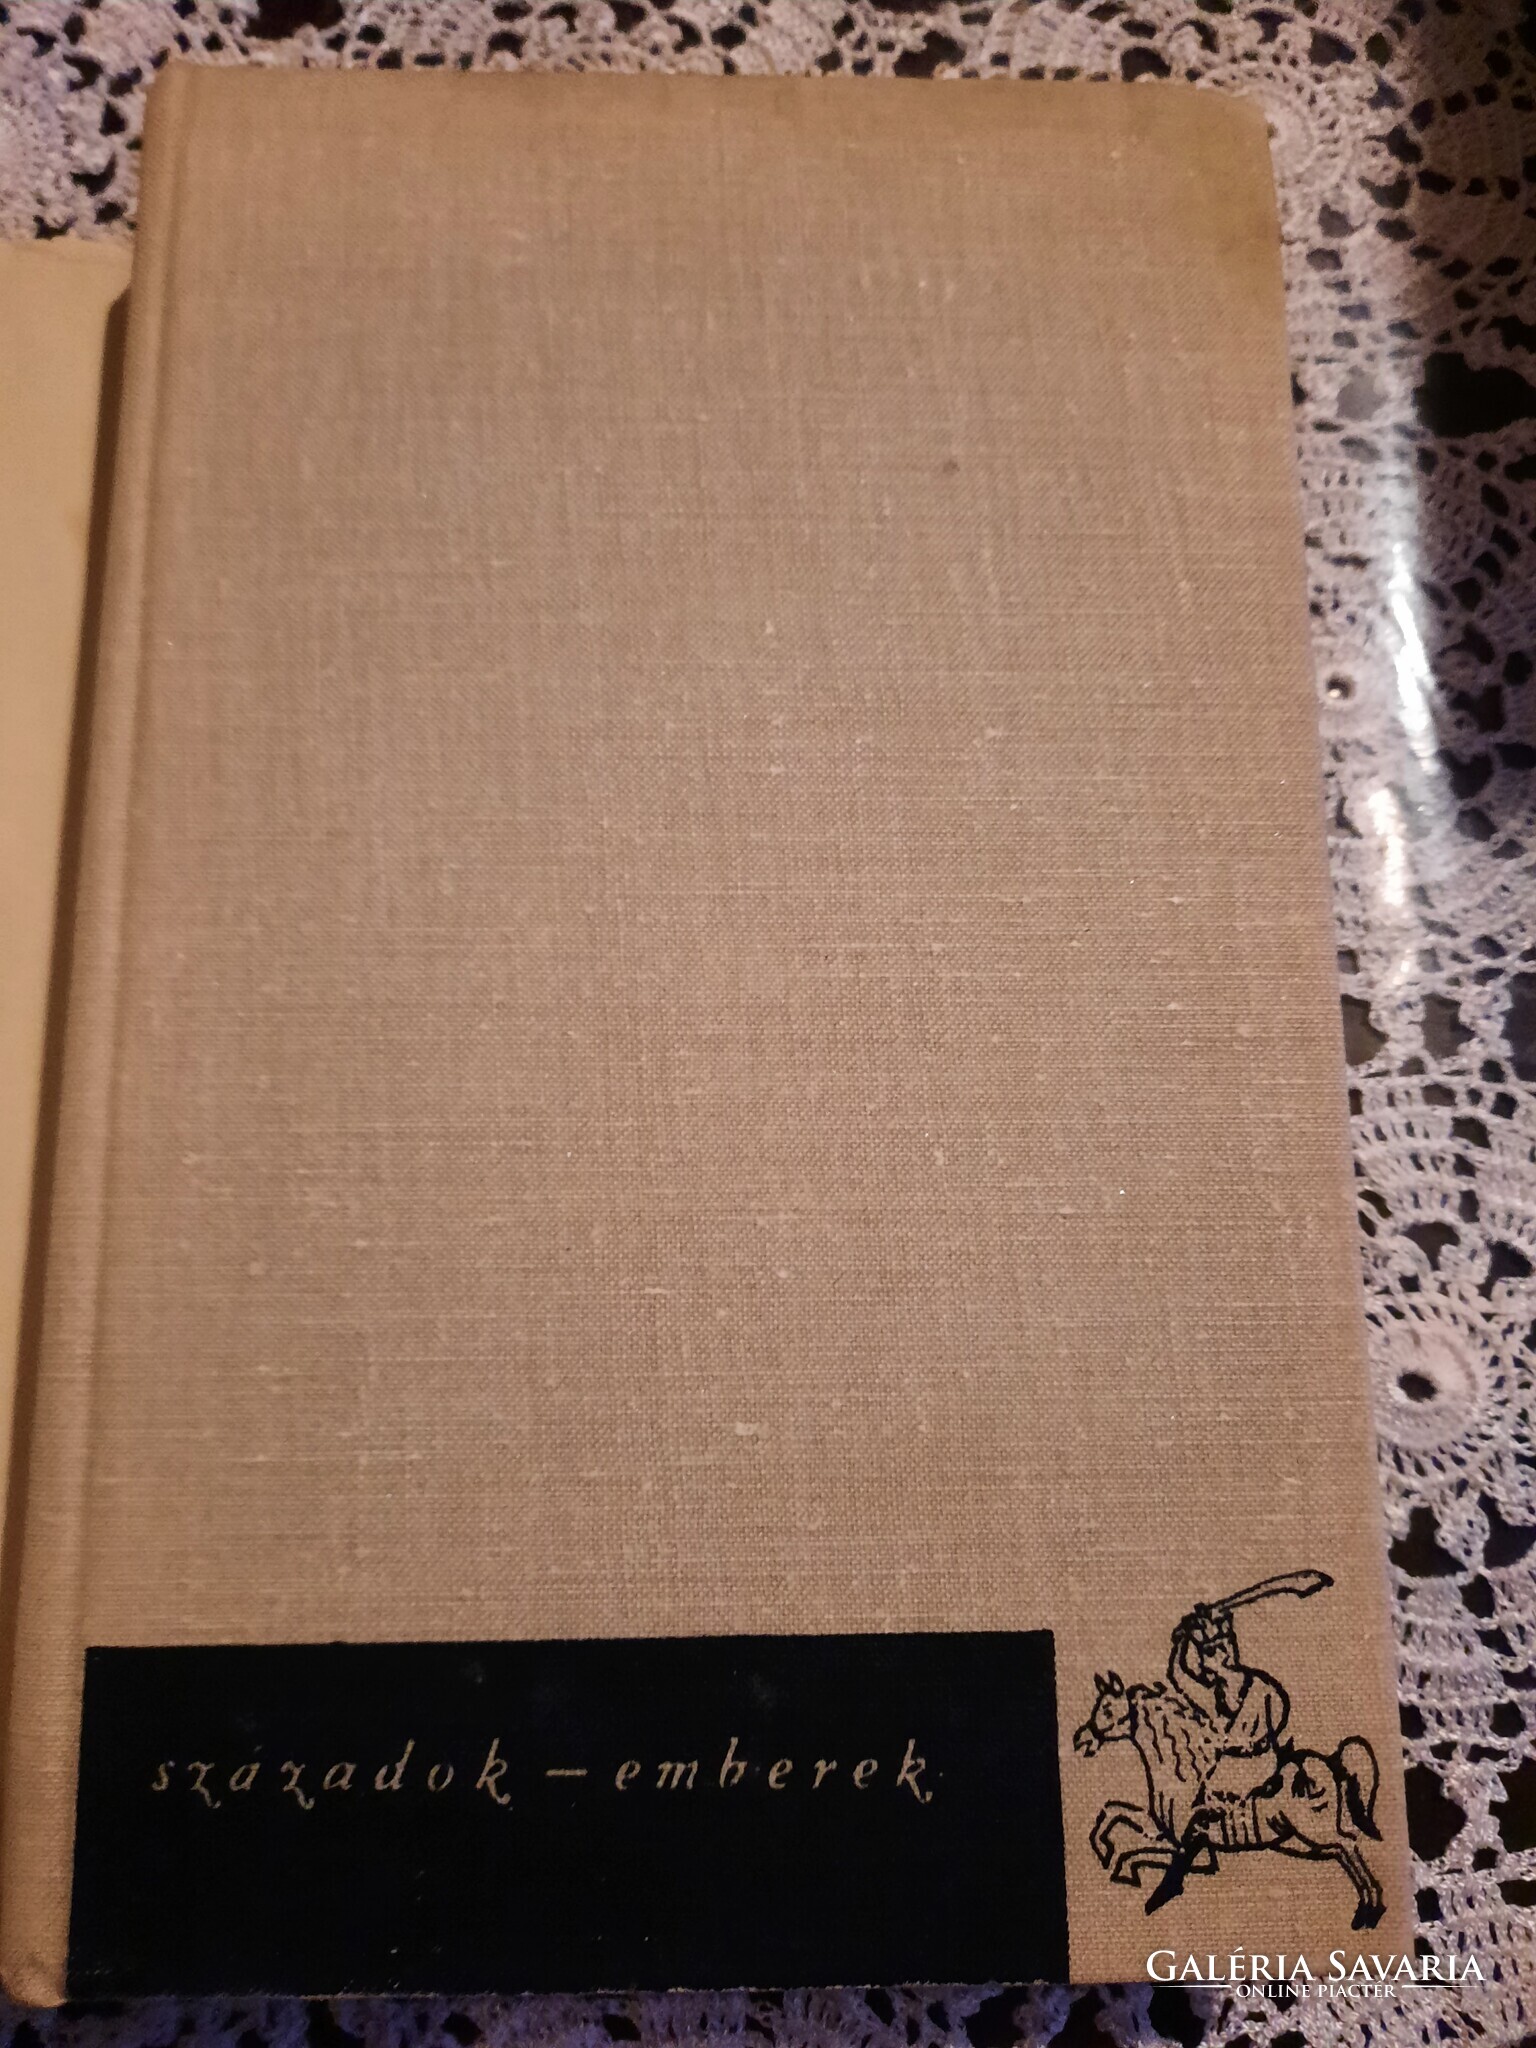 századok – emberek
GALÉRIA SAVARIA
ONLINE PIACTÉR